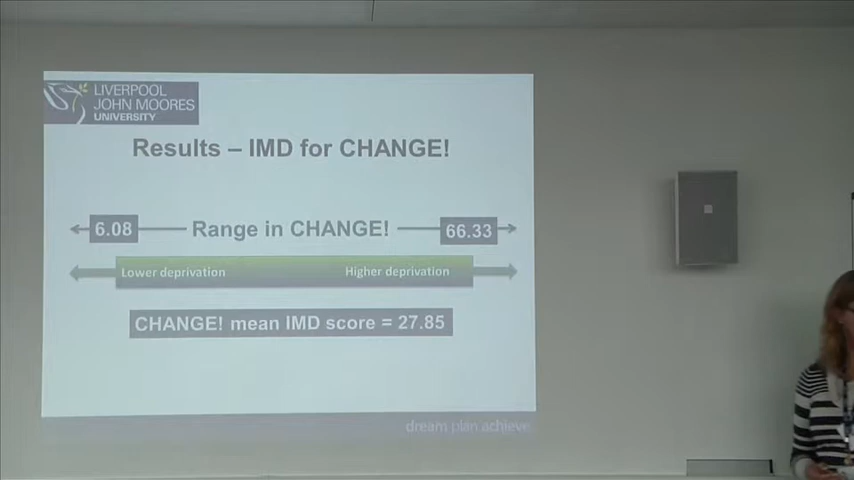 LIVERPOOL
JOHN MOORES
UNIVERSITY
Results – IMD for CHANGE!
6.08 Range in CHANGE! 66.33
Lower deprivation Higher deprivation
CHANGE! mean IMD score = 27.85
dream plan achieve